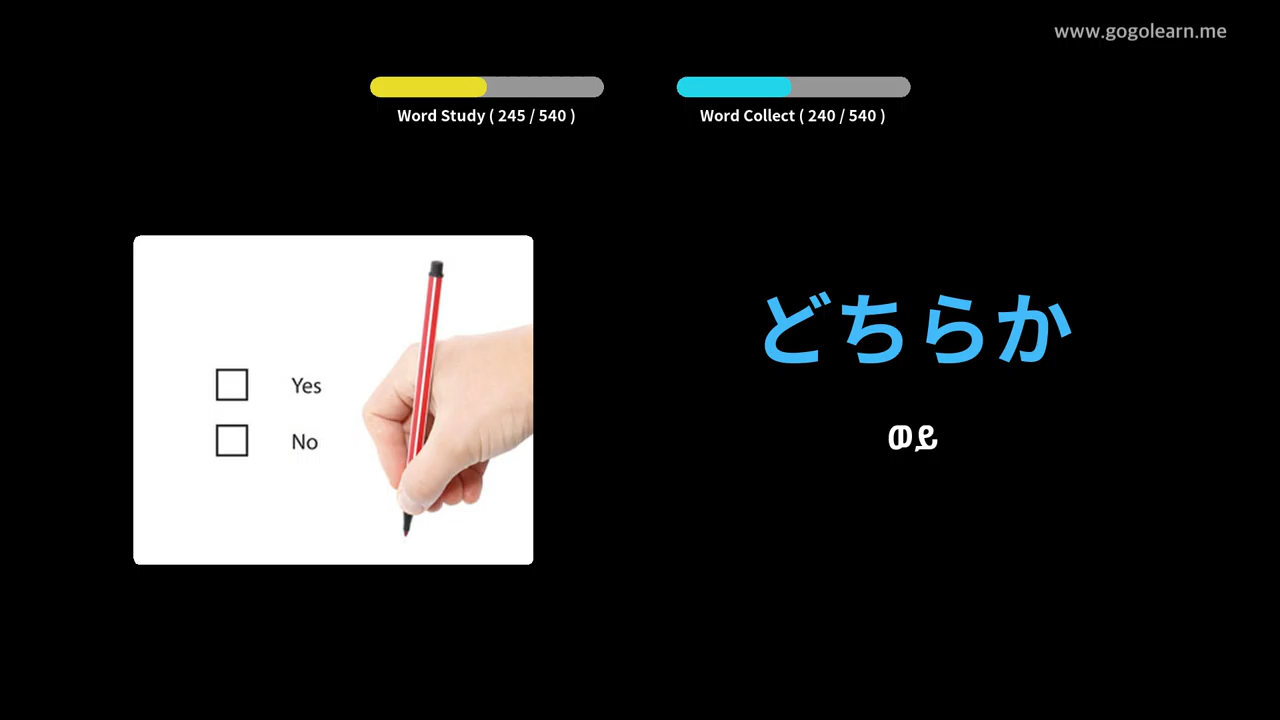 www.gogolearn.me
Word Study ( 245 / 540 )
Word Collect ( 240 / 540 )
Yes
No
どちらか
ወይ